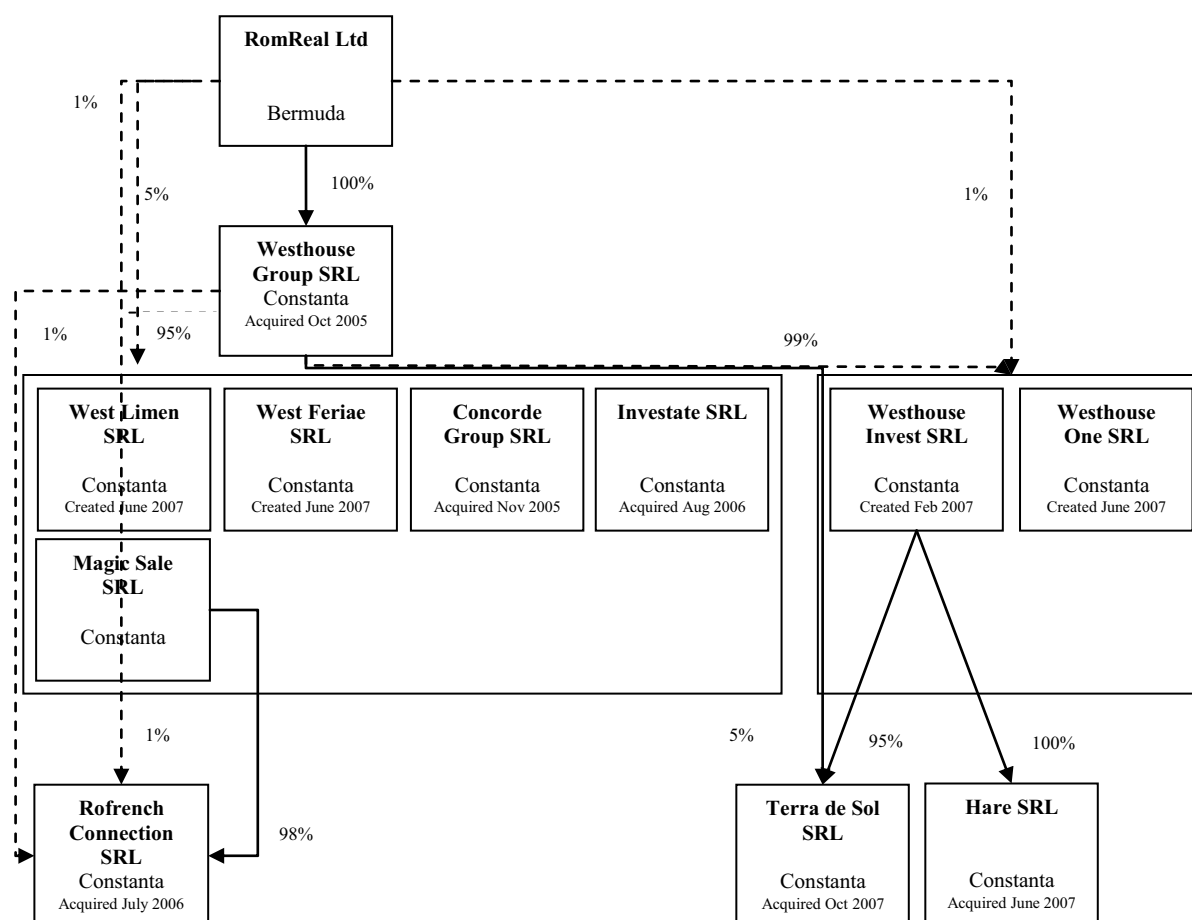 RomReal Ltd
Bermuda
1%
100%
5%
1%
Westhouse
Group SRL
Constanta
Acquired Oct 2005
1%
95%
99%
West Limen
SRL
Constanta
Created June 2007
West Feriae
SRL
Constanta
Created June 2007
Concorde
Group SRL
Constanta
Acquired Nov 2005
Investate SRL
Constanta
Acquired Aug 2006
Westhouse
Invest SRL
Constanta
Created Feb 2007
Westhouse
One SRL
Constanta
Created June 2007
Magic Sale
SRL
Constanta
1%
5%
95%
100%
98%
Rofrench
Connection
SRL
Constanta
Acquired July 2006
Terra de Sol
SRL
Constanta
Acquired Oct 2007
Hare SRL
Constanta
Acquired June 2007